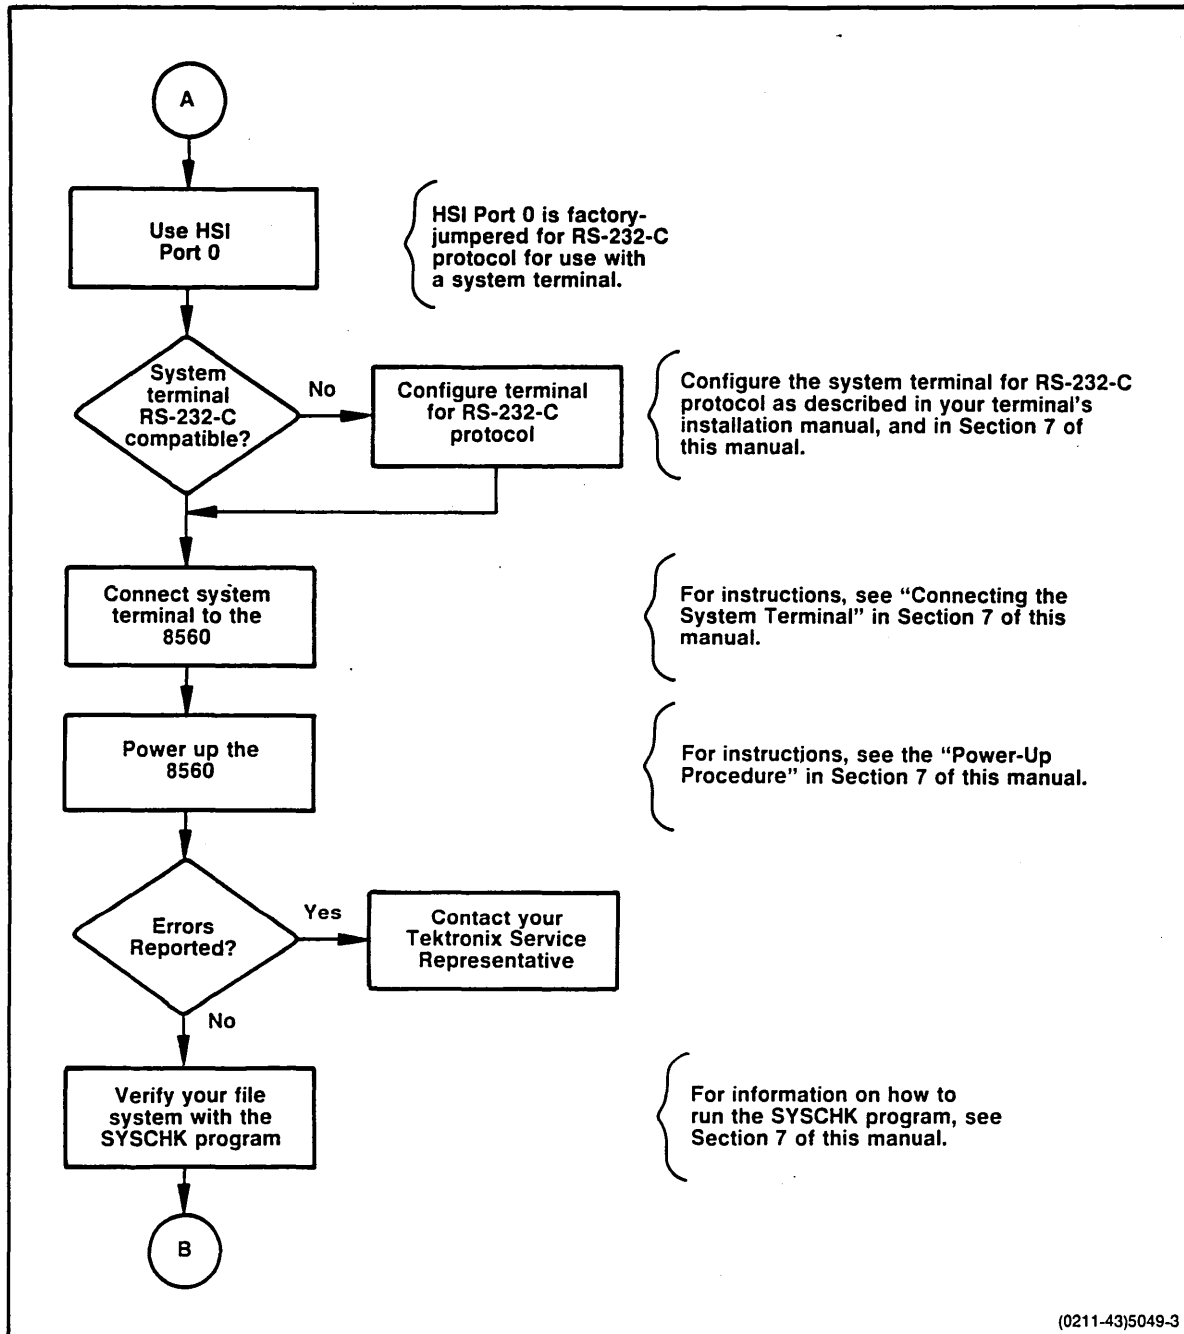 A
Use HSI
Port 0
HSI Port 0 is factory-
jumpered for RS-232-C
protocol for use with
a system terminal.
System
terminal
RS-232-C
compatible?
No
Configure terminal
for RS-232-C
protocol
Configure the system terminal for RS-232-C
protocol as described in your terminal's
installation manual, and in Section 7 of
this manual.
Connect system
terminal to the
8560
For instructions, see “Connecting the
System Terminal” in Section 7 of this
manual.
Power up the
8560
For instructions, see the “Power-Up
Procedure” in Section 7 of this manual.
Errors
Reported?
Yes
Contact your
Tektronix Service
Representative
No
Verify your file
system with the
SYSCHK program
For information on how to
run the SYSCHK program, see
Section 7 of this manual.
B
(0211-43)5049-3